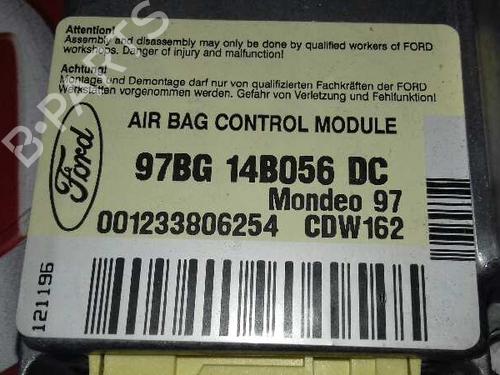 Attention!
Assembly and disassembly may only be done by qualified workers of FORD
workshops. Danger of injury and malfunction!
Achtung!
Montage und Demontage darf nur von qualifizierten Fachkräften der FORD
Werkstätten vorgenommen werden. Gefahr von Verletzung und Fehlfunktion!
Ford
AIR BAG CONTROL MODULE
97BG 14B056 DC
Mondeo 97
001233806254 CDW162
121196
B-PARTS